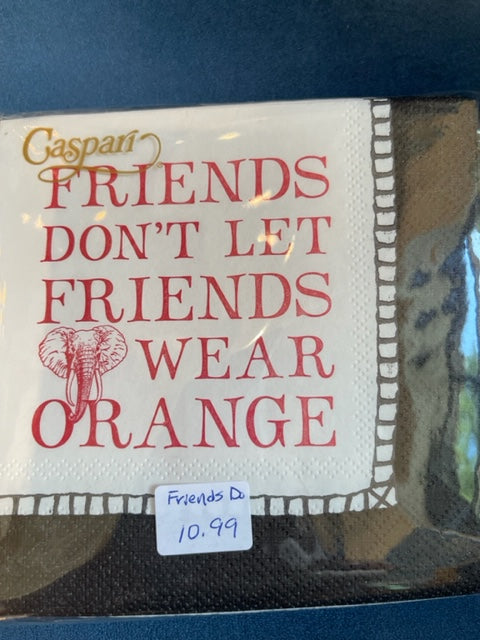 Caspari
FRIENDS
DON'T LET
FRIENDS
WEAR
ORANGE
Friends Do
10.99